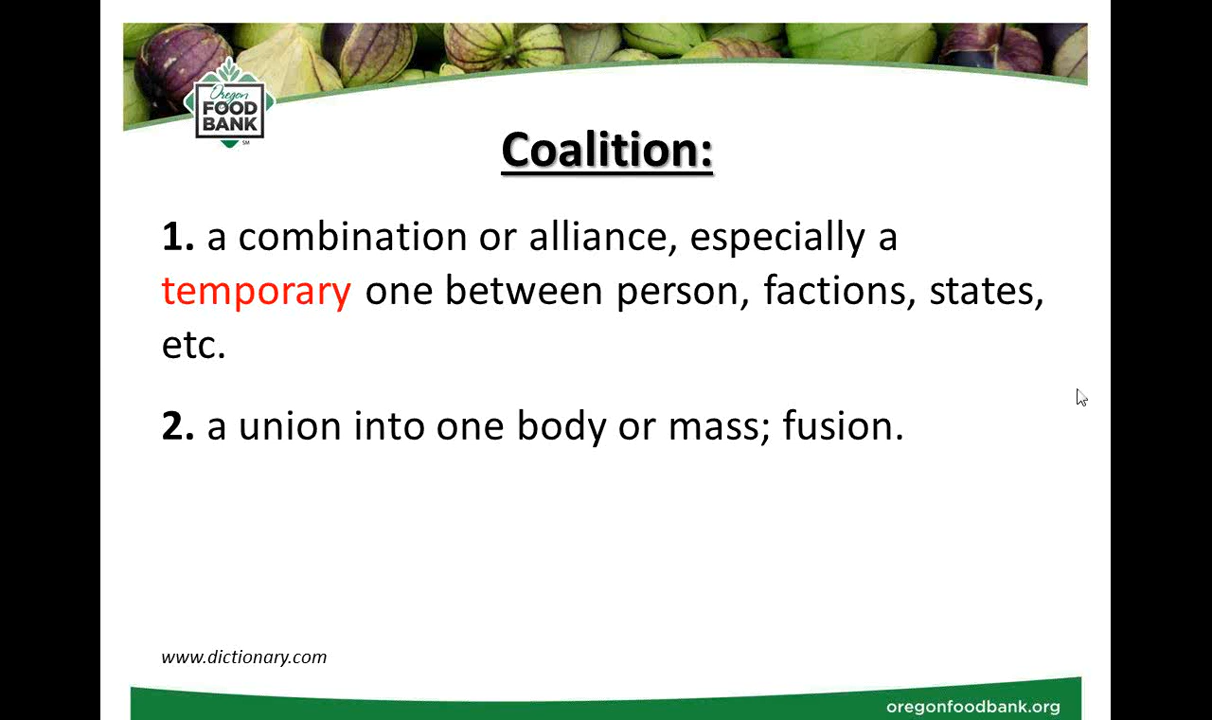 Oregon
FOOD
BANK
SM
Coalition:
1. a combination or alliance, especially a
temporary one between person, factions, states,
etc.
2. a union into one body or mass; fusion.
www.dictionary.com
oregonfoodbank.org